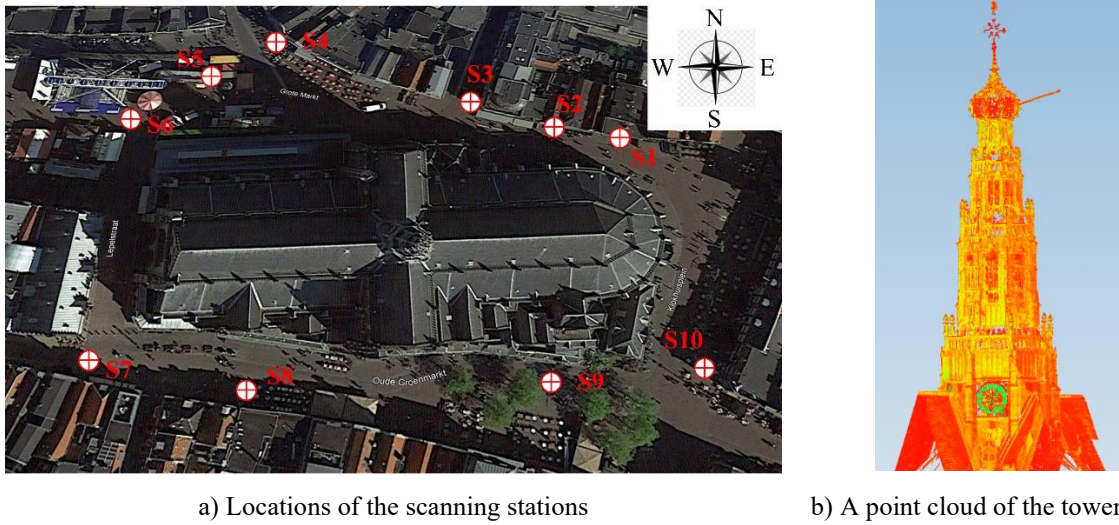 N
W E
S
S4
S5
S3
Grote Markt
S2
S6
S1
Lepelstraat
S10
S7
S9
Oude Groenmarkt
S8
a) Locations of the scanning stations
b) A point cloud of the tower